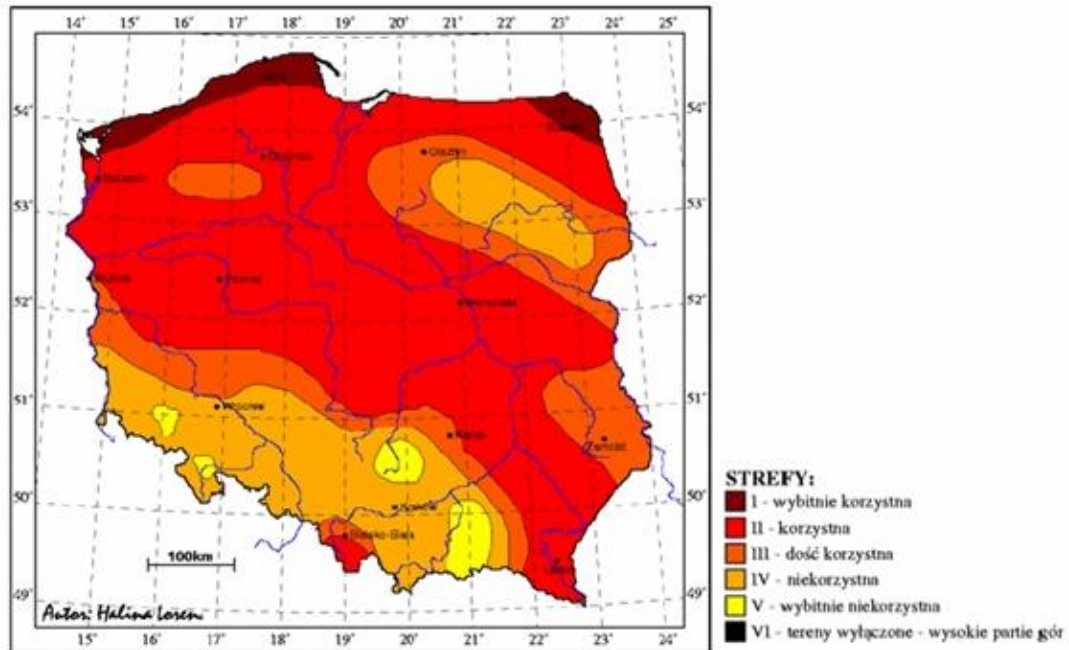 14° 15° 16° 17° 18° 19° 20° 21° 22° 23°
54° 54°
Olsztyn
53° 53°
Poznań
52° Warszawa 52°
51° Wrocław 51°
Kielce
Zamość
50° Kraków 50°
Bielsko-Biała
100km
49° 49°
Autor: Halina Lorenc
15° 16° 17° 18° 19° 20° 21° 22° 23° 24°
STREFY:
I - wybitnie korzystna
II - korzystna
III - dość korzystna
IV - niekorzystna
V - wybitnie niekorzystna
VI - tereny wyłączone - wysokie partie gór